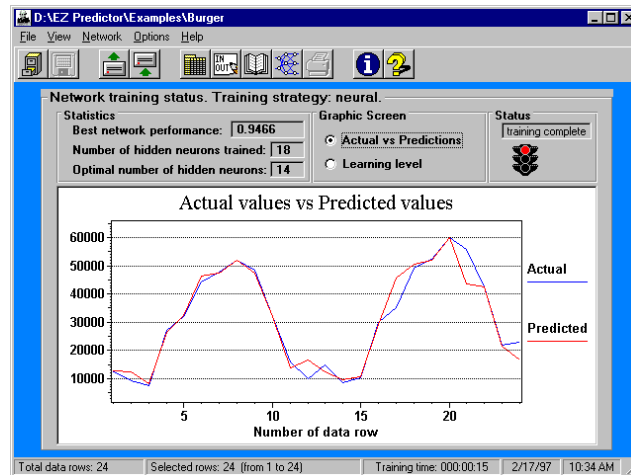 D:\EZ Predictor\Examples\Burger
File View Network Options Help
IN OUT
Network training status. Training strategy: neural.
Statistics
Best network performance: 0.9466
Number of hidden neurons trained: 18
Optimal number of hidden neurons: 14
Graphic Screen
Actual vs Predictions
Learning level
Status
training complete
Actual values vs Predicted values
60000
50000
40000
30000
20000
10000
5 10 15 20
Number of data row
Actual
Predicted
Total data rows: 24 Selected rows: 24 (from 1 to 24) Training time: 000:00:15 2/17/97 10:34 AM